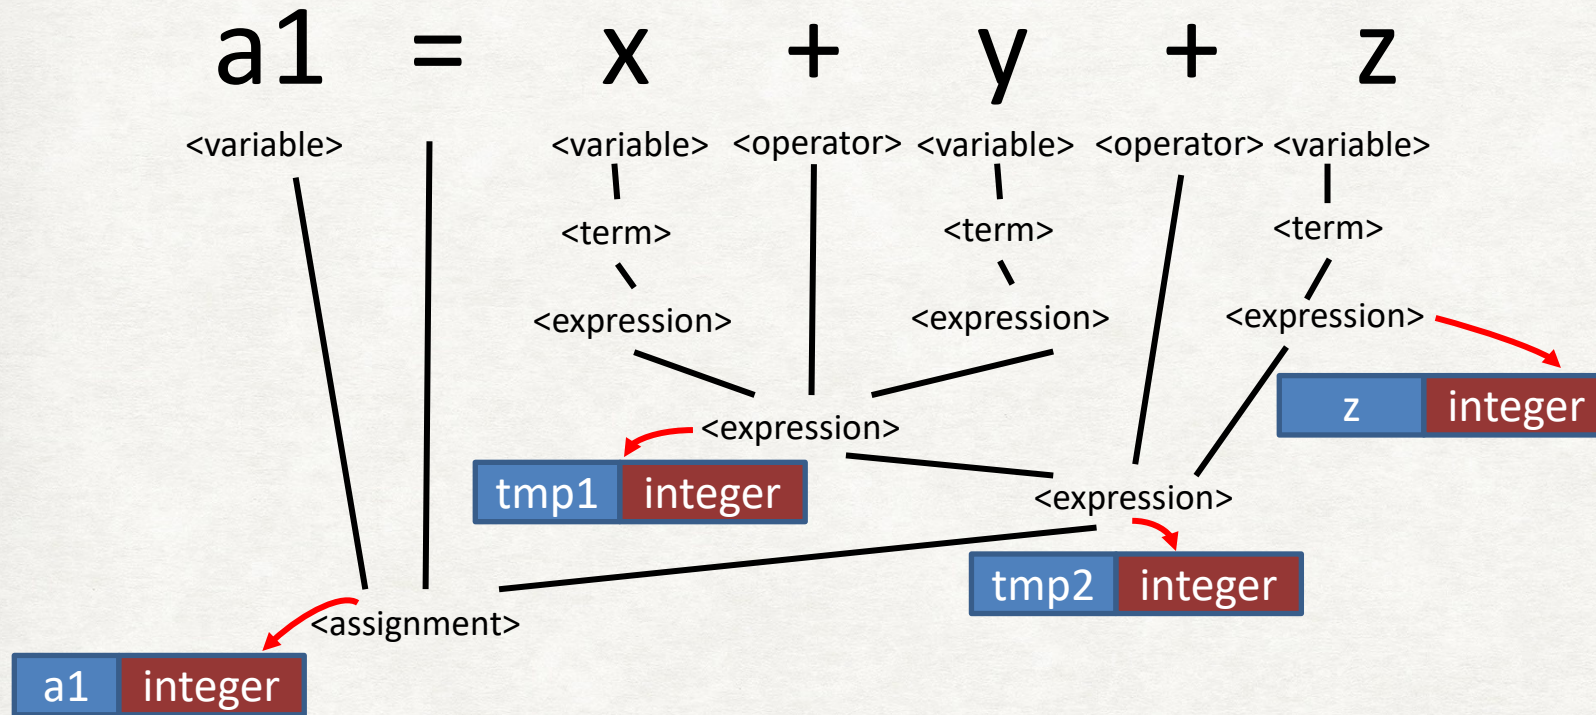 a1 = x + y + z
<variable> <variable> <operator> <variable> <operator> <variable>
<term> <term> <term>
<expression> <expression> <expression>
z integer
<expression>
tmp1 integer
<expression>
tmp2 integer
<assignment>
a1 integer